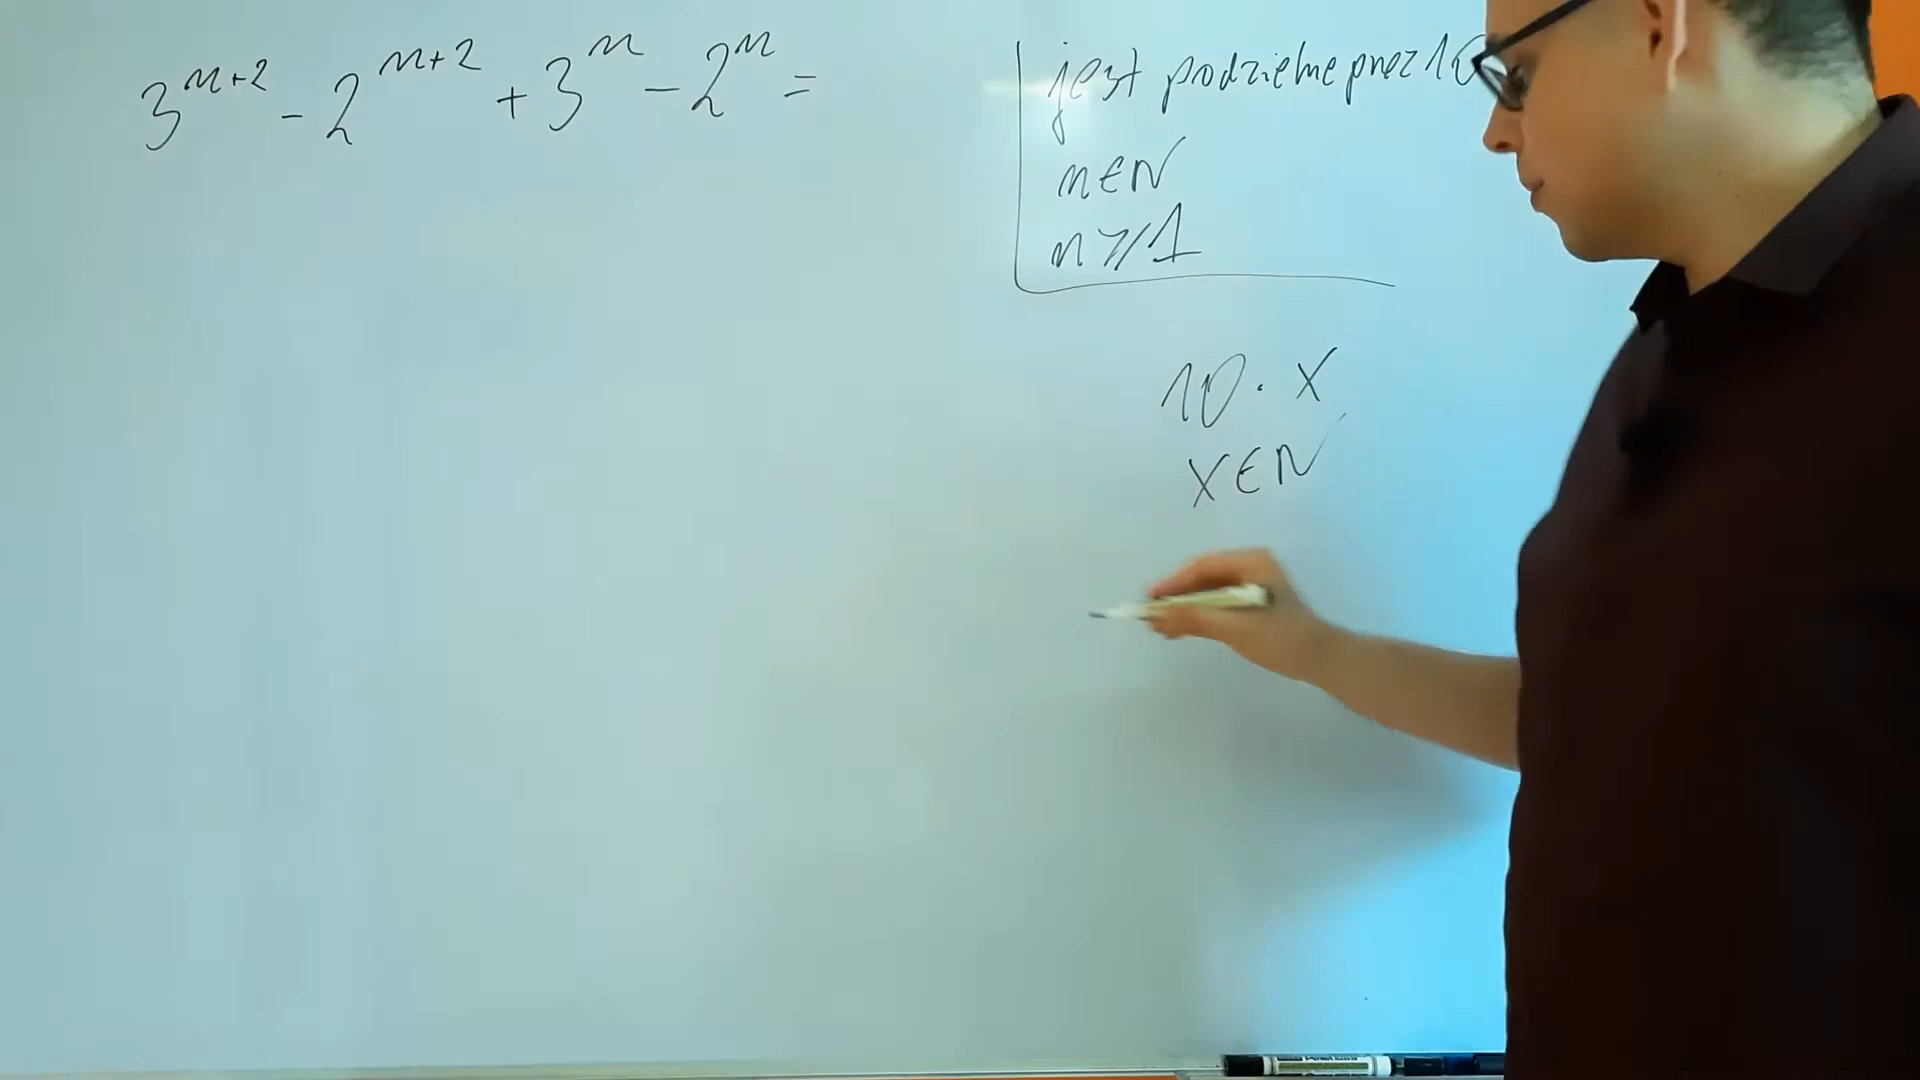 3^{n+2} - 2^{n+2} + 3^n - 2^n =
jest podzielne przez 10
n∈N
n≥1
10 · x
x∈N